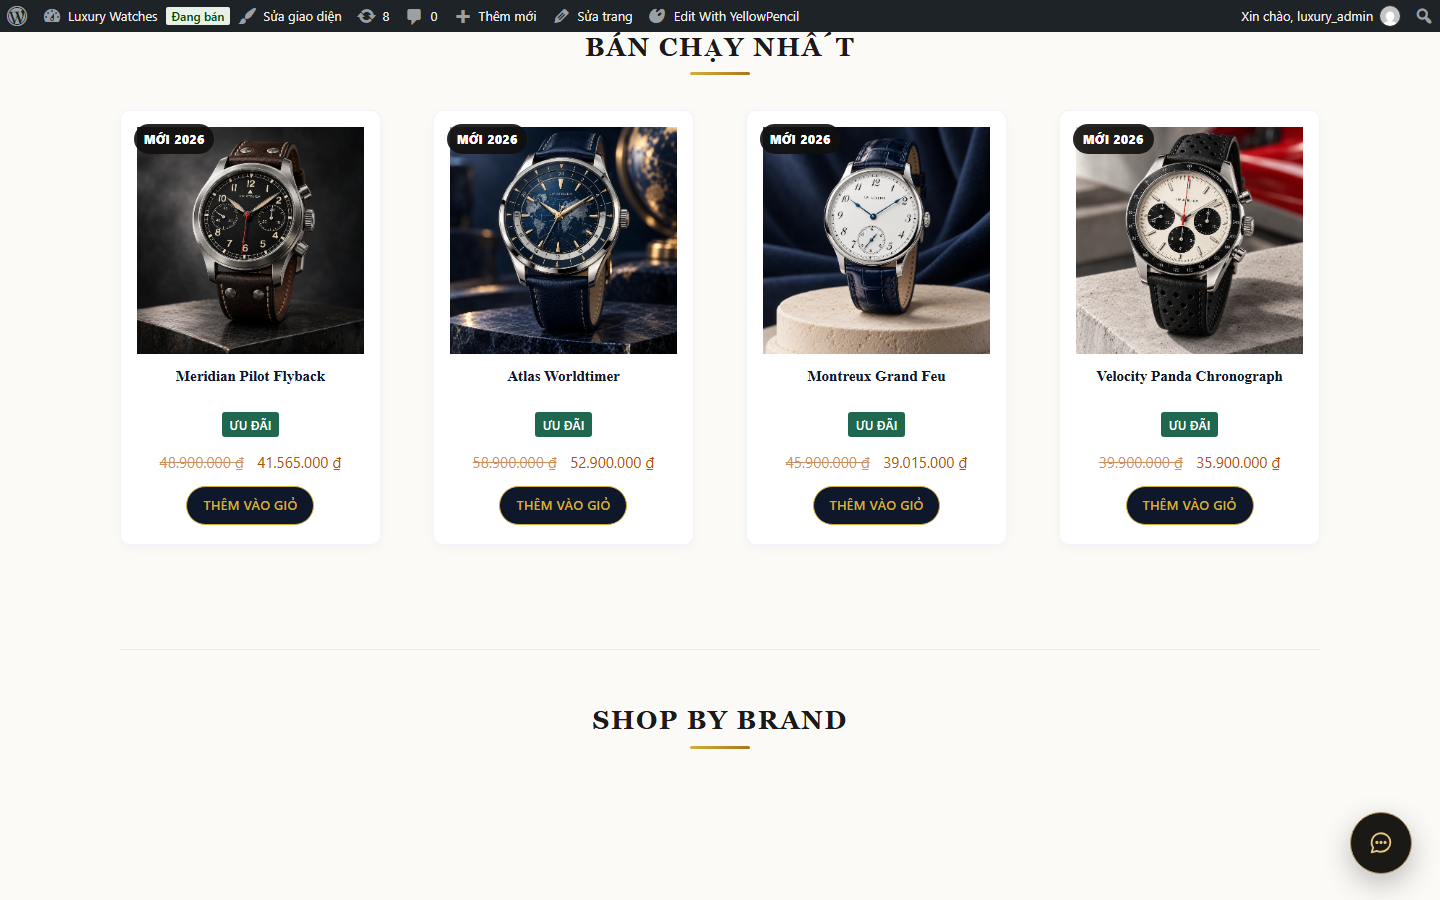 Luxury Watches Đang bán Sửa giao diện 8 0 Thêm mới Sửa trang Edit With YellowPencil Xin chào, luxury_admin
BÁN CHẠY NHẤT
MỚI 2026 MỚI 2026 MỚI 2026 MỚI 2026
Meridian Pilot Flyback Atlas Worldtimer Montreux Grand Feu Velocity Panda Chronograph
ƯU ĐÃI ƯU ĐÃI ƯU ĐÃI ƯU ĐÃI
48.900.000 ₫ 41.565.000 ₫ 58.900.000 ₫ 52.900.000 ₫ 45.900.000 ₫ 39.015.000 ₫ 39.900.000 ₫ 35.900.000 ₫
THÊM VÀO GIỎ THÊM VÀO GIỎ THÊM VÀO GIỎ THÊM VÀO GIỎ
SHOP BY BRAND